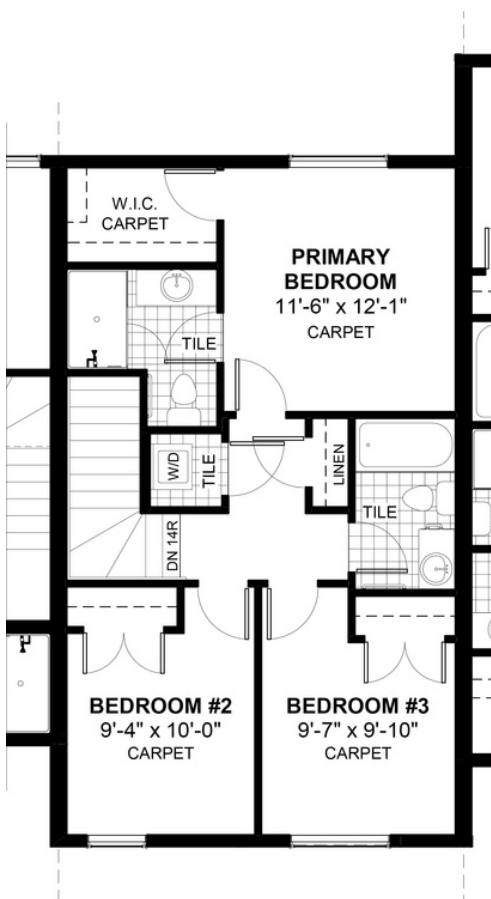 W.I.C.
CARPET
PRIMARY
BEDROOM
11'-6" x 12'-1"
CARPET
TILE
W/D
TILE
LINEN
TILE
DN 14R
BEDROOM #2
9'-4" x 10'-0"
CARPET
BEDROOM #3
9'-7" x 9'-10"
CARPET